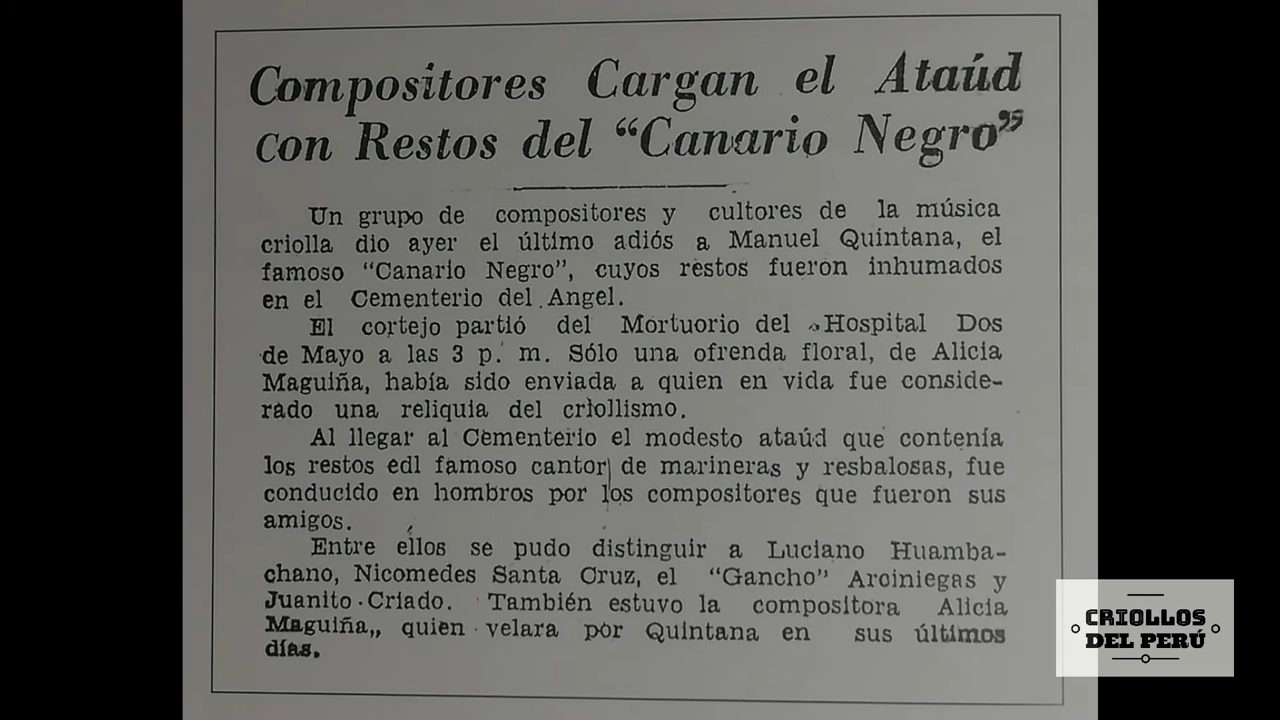 Compositores Cargan el Ataúd
con Restos del “Canario Negro”
Un grupo de compositores y cultores de la música
criolla dio ayer el último adiós a Manuel Quintana, el
famoso “Canario Negro”, cuyos restos fueron inhumados
en el Cementerio del Angel.
El cortejo partió del Mortuorio del Hospital Dos
de Mayo a las 3 p. m. Sólo una ofrenda floral, de Alicia
Maguiña, había sido enviada a quien en vida fue conside-
rado una reliquia del criollismo.
Al llegar al Cementerio el modesto ataúd que contenía
los restos edl famoso cantor de marineras y resbalosas, fue
conducido en hombros por los compositores que fueron sus
amigos.
Entre ellos se pudo distinguir a Luciano Huamba-
chano, Nicomedes Santa Cruz, el “Gancho” Arciniegas y
Juanito Criado. También estuvo la compositora Alicia
Maguiña,, quien velara por Quintana en sus últimos
días.
CRIOLLOS
DEL PERÚ